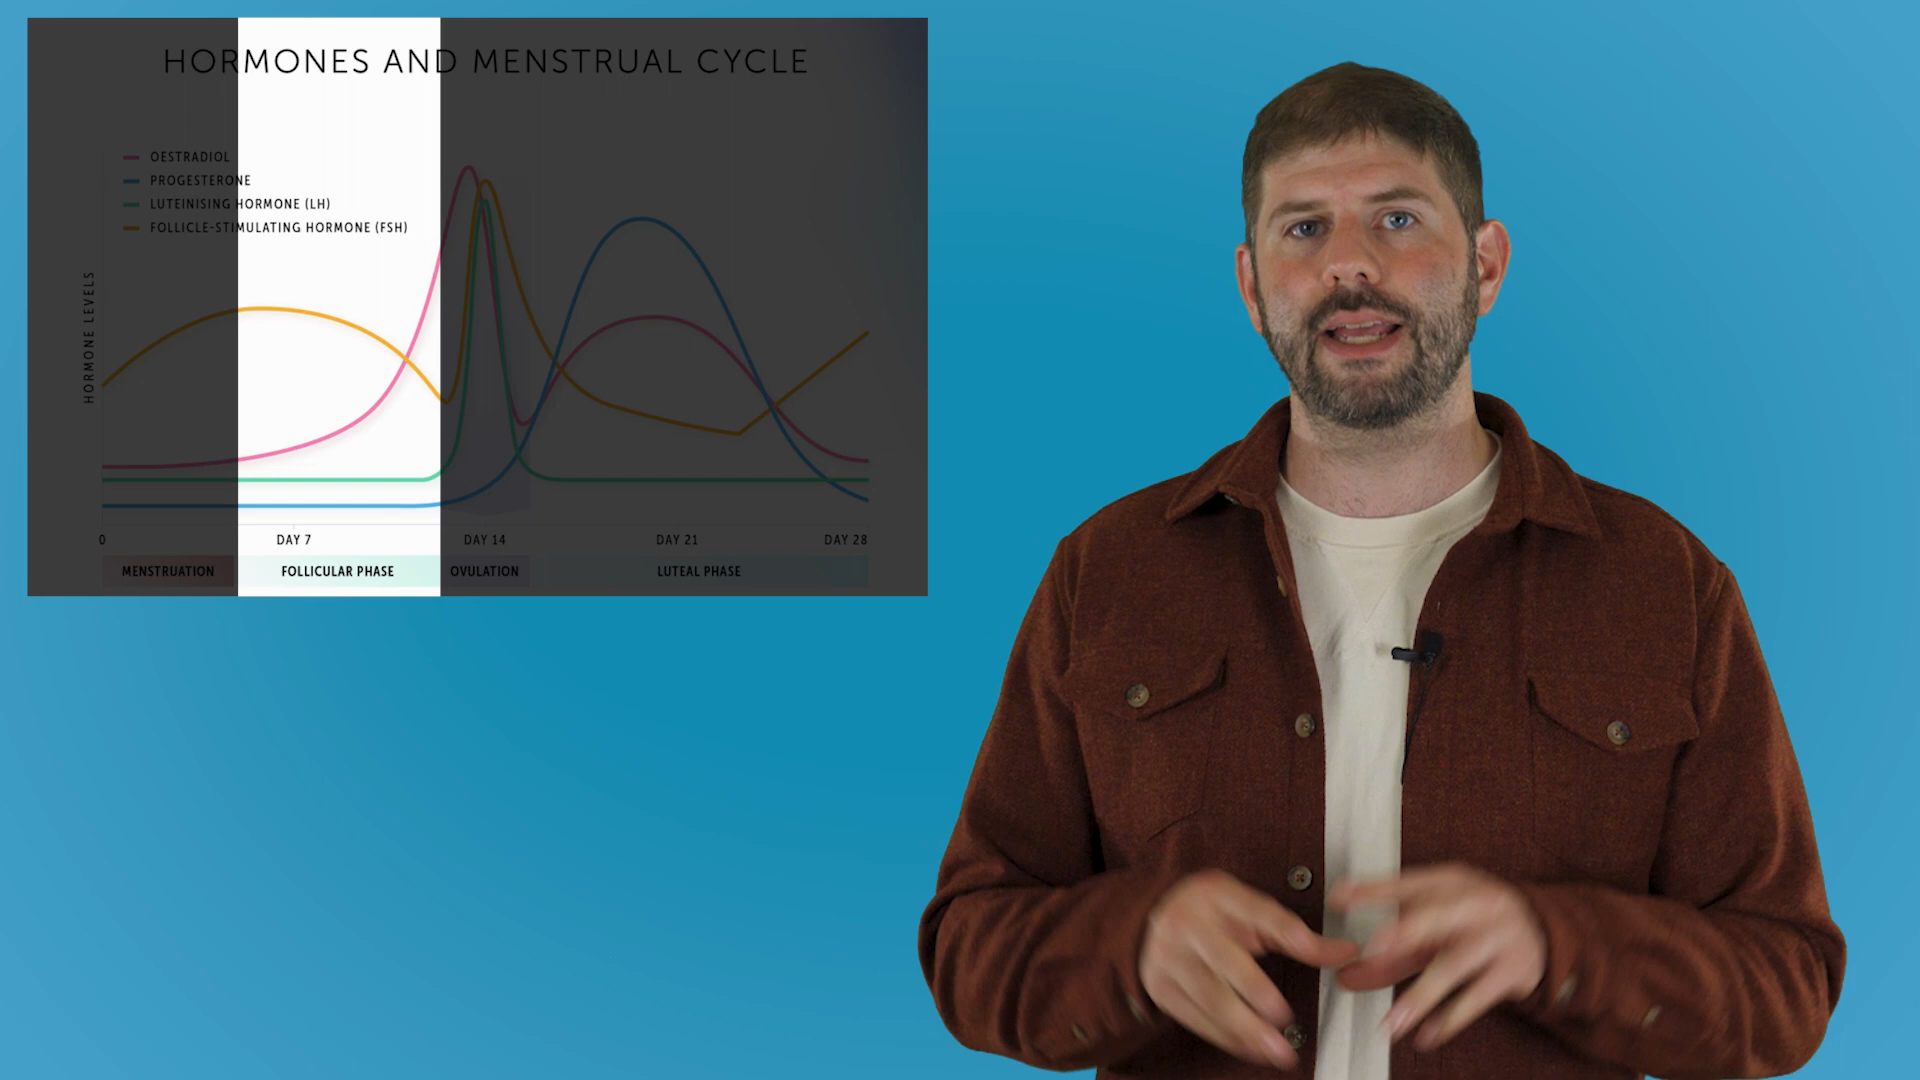 HORMONES AND MENSTRUAL CYCLE
OESTRADIOL
PROGESTERONE
LUTEINISING HORMONE (LH)
FOLLICLE-STIMULATING HORMONE (FSH)
HORMONE LEVELS
0 DAY 7 DAY 14 DAY 21 DAY 28
MENSTRUATION FOLLICULAR PHASE OVULATION LUTEAL PHASE